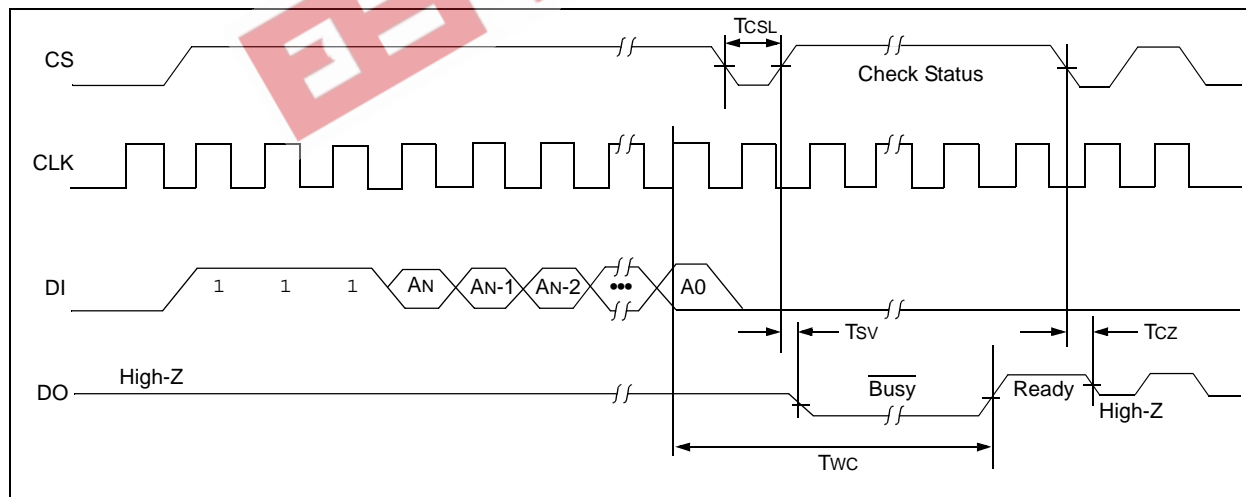 TCSL
CS
Check Status
CLK
DI
1 1 1 AN AN-1 AN-2 ••• A0
TSV
TCZ
High-Z
DO
Busy
Ready
High-Z
TWC